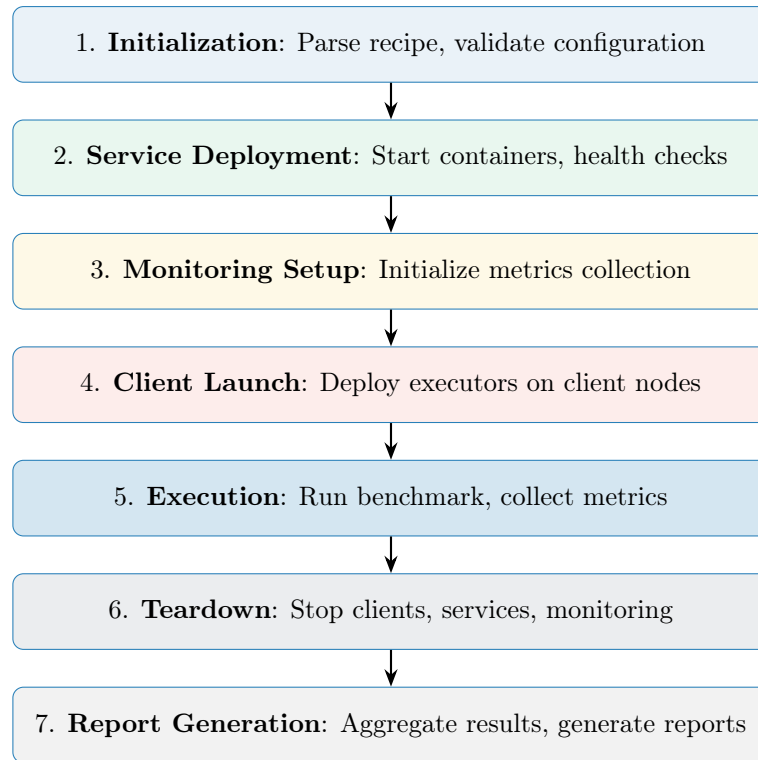 1. Initialization: Parse recipe, validate configuration
2. Service Deployment: Start containers, health checks
3. Monitoring Setup: Initialize metrics collection
4. Client Launch: Deploy executors on client nodes
5. Execution: Run benchmark, collect metrics
6. Teardown: Stop clients, services, monitoring
7. Report Generation: Aggregate results, generate reports